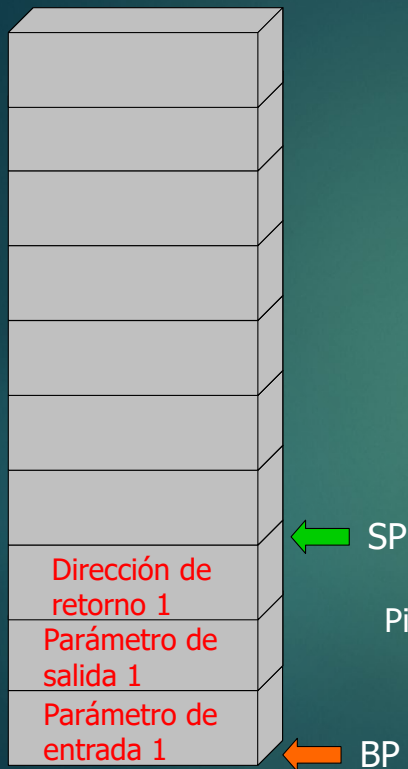 SP
Dirección de
retorno 1
Parámetro de
salida 1
Parámetro de
entrada 1
BP